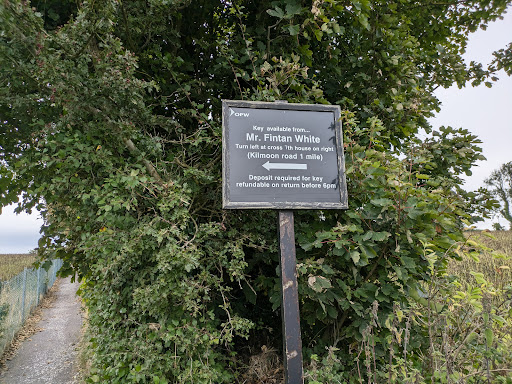 OPW
Key available from...
Mr. Fintan White
Turn left at cross 7th house on right
(Kilmoon road 1 mile)
Deposit required for key
refundable on return before 6pm